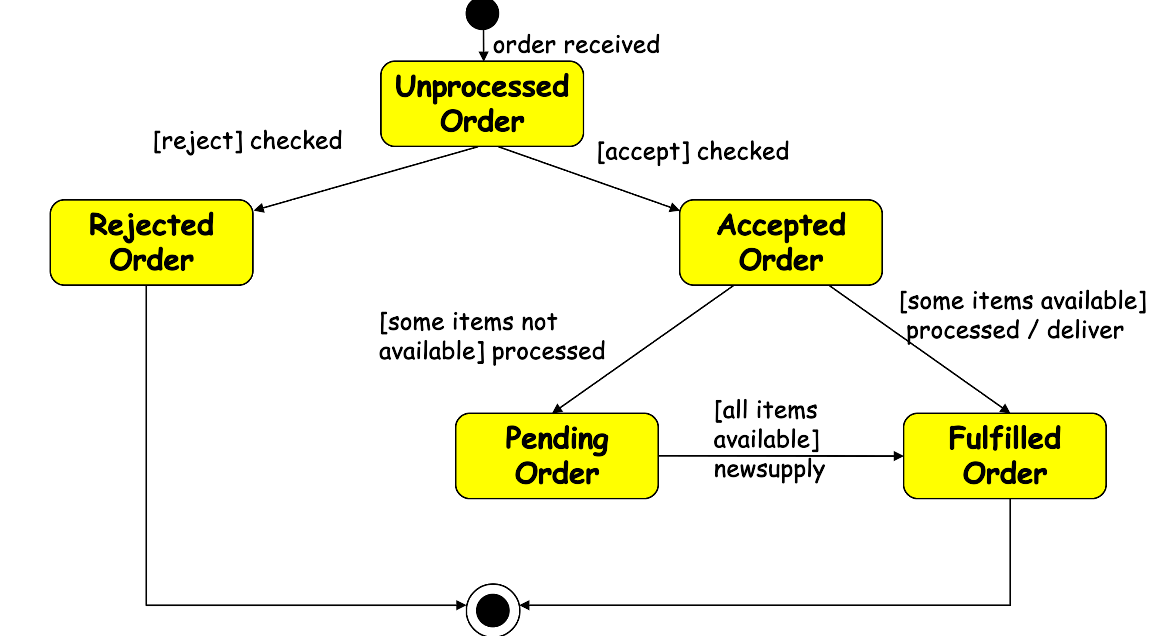 order received
Unprocessed
Order
[reject] checked
[accept] checked
Rejected
Order
Accepted
Order
[some items not
available] processed
[some items available]
processed / deliver
Pending
Order
[all items
available]
newsupply
Fulfilled
Order